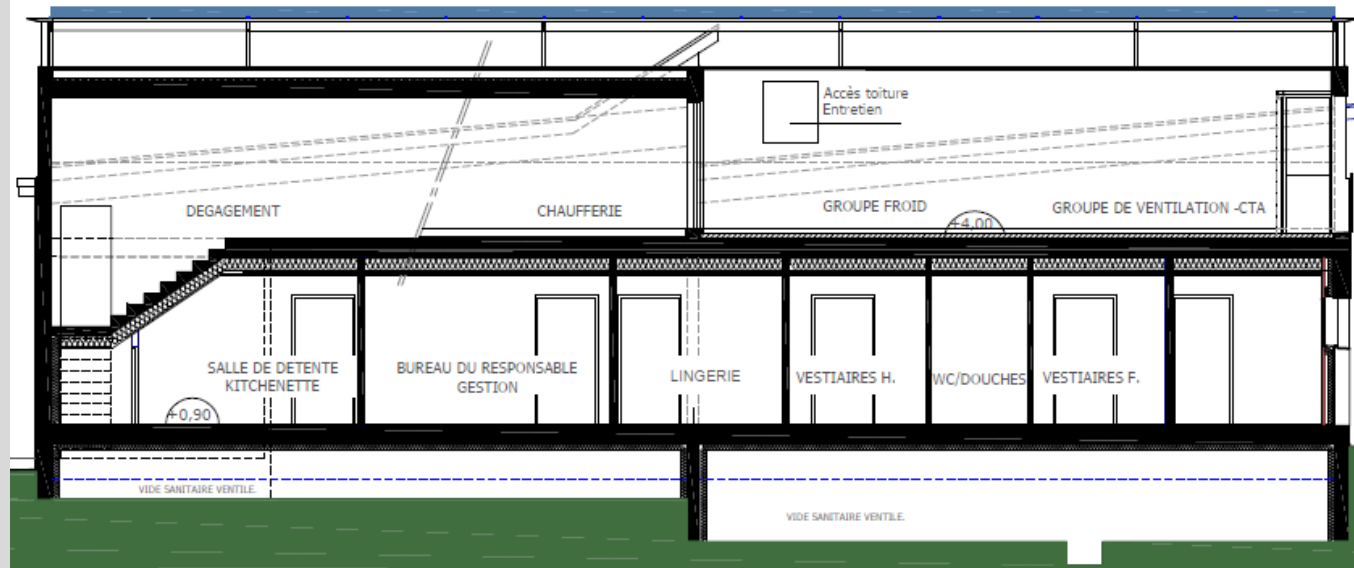 Accès toiture
Entretien
DEGAGEMENT
CHAUFFERIE
GROUPE FROID
GROUPE DE VENTILATION -CTA
+4,00
SALLE DE DETENTE
KITCHENETTE
BUREAU DU RESPONSABLE
GESTION
LINGERIE
VESTIAIRES H.
WC/DOUCHES
VESTIAIRES F.
+0,90
VIDE SANITAIRE VENTILE.
VIDE SANITAIRE VENTILE.